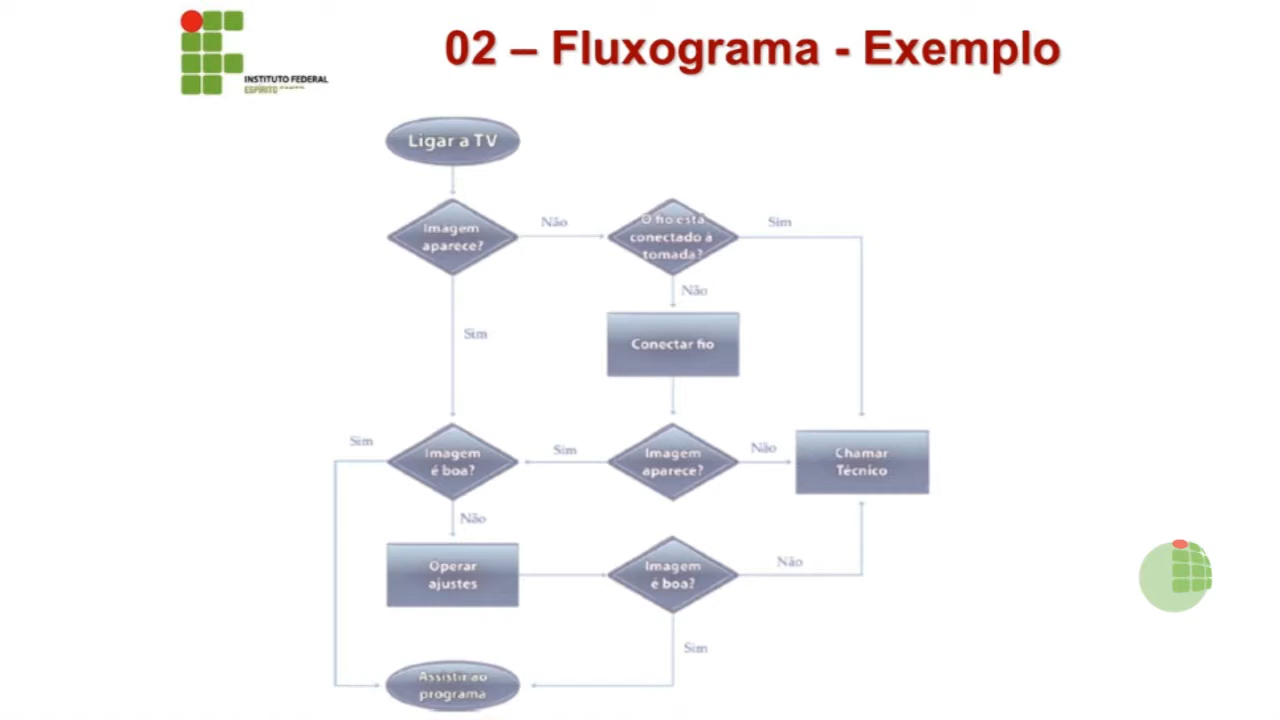 INSTITUTO FEDERAL
ESPÍRITO
02 – Fluxograma - Exemplo
Ligar a TV
Imagem
aparece?
Não
O fio está
conectado à
tomada?
Sim
Não
Sim
Conectar fio
Sim
Imagem
é boa?
Sim
Imagem
aparece?
Não
Chamar
Técnico
Não
Operar
ajustes
Imagem
é boa?
Não
Sim
Assistir ao
programa